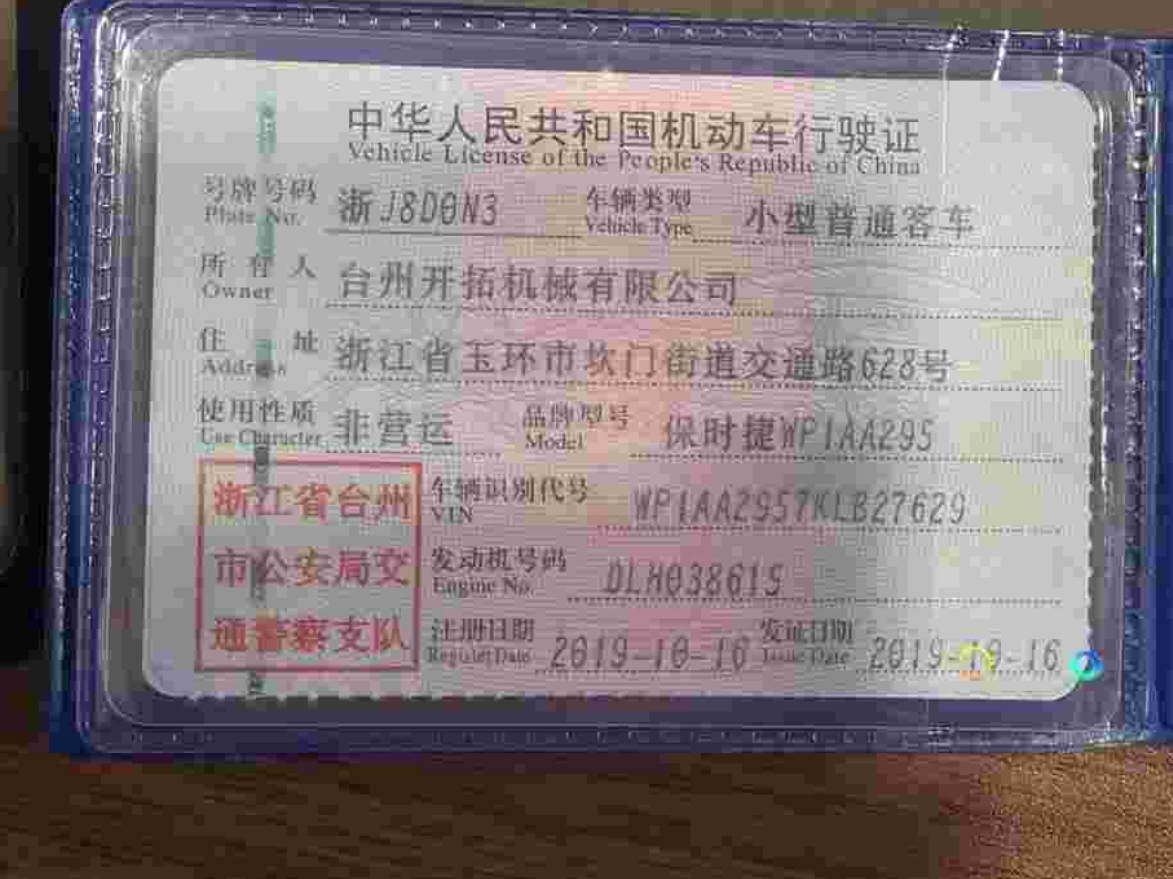 中华人民共和国机动车行驶证
Vehicle License of the People's Republic of China
号牌号码 浙J8D0N3 车辆类型 小型普通客车
Plate No. Vehicle Type
所有人 台州开拓机械有限公司
Owner
住址 浙江省玉环市坎门街道交通路628号
Address
使用性质 非营运 品牌型号 保时捷WP1AA295
Use Character Model
浙江省台州
市公安局交
通警察支队
车辆识别代号 WP1AA2957KLB27629
VIN
发动机号码 DLH038615
Engine No.
注册日期 2019-10-16 发证日期 2019-10-16
Register Date Issue Date